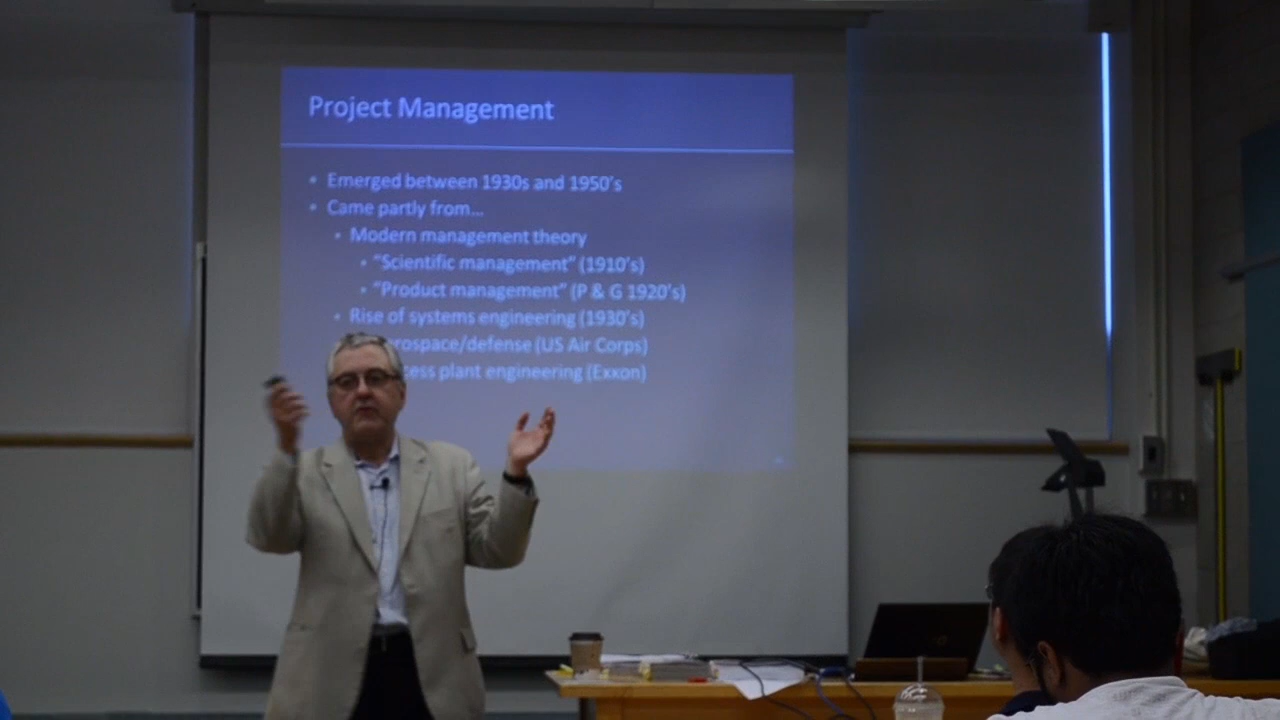 Project Management
• Emerged between 1930s and 1950's
• Came partly from...
• Modern management theory
• "Scientific management" (1910's)
• "Product management" (P & G 1920's)
• Rise of systems engineering (1930's)
(US Air Corps)
plant engineering (Exxon)